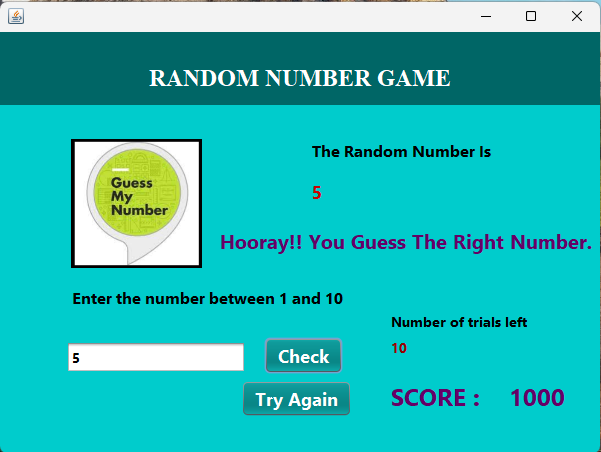 RANDOM NUMBER GAME
Guess
My
Number
The Random Number Is
5
Hooray!! You Guess The Right Number.
Enter the number between 1 and 10
Number of trials left
10
5
Check
Try Again
SCORE : 1000